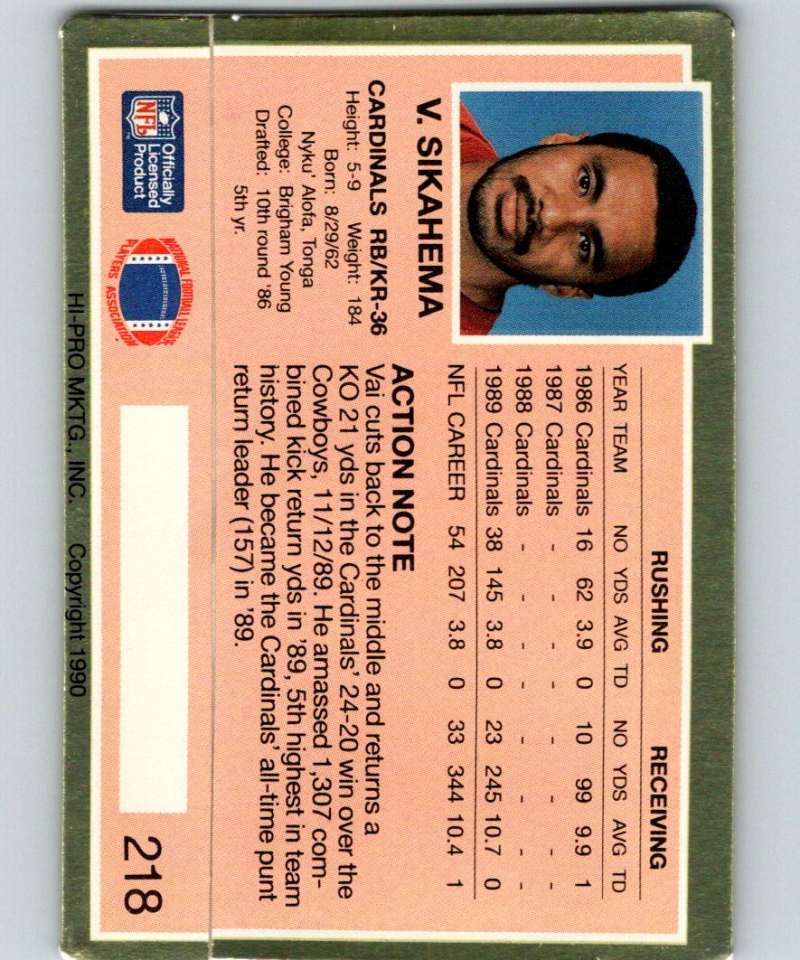 V. SIKAHEMA
CARDINALS RB/KR-36
Height: 5-9 Weight: 184
Born: 8/29/62
Nyku' Alofa, Tonga
College: Brigham Young
Drafted: 10th round '86
5th yr.
RUSHING RECEIVING
YEAR TEAM NO YDS AVG TD NO YDS AVG TD
1986 Cardinals 16 62 3.9 0 10 99 9.9 1
1987 Cardinals - - - - - - - -
1988 Cardinals - - - - - - - -
1989 Cardinals 38 145 3.8 0 23 245 10.7 0
NFL CAREER 54 207 3.8 0 33 344 10.4 1
ACTION NOTE
Vai cuts back to the middle and returns a
KO 21 yds in the Cardinals' 24-20 win over the
Cowboys, 11/12/89. He amassed 1,307 com-
bined kick return yds in '89, 5th highest in team
history. He became the Cardinals' all-time punt
return leader (157) in '89.
NFL
Officially
Licensed
Product
NATIONAL FOOTBALL LEAGUE
PLAYERS ASSOCIATION
218
HI-PRO MKTG., INC. Copyright 1990